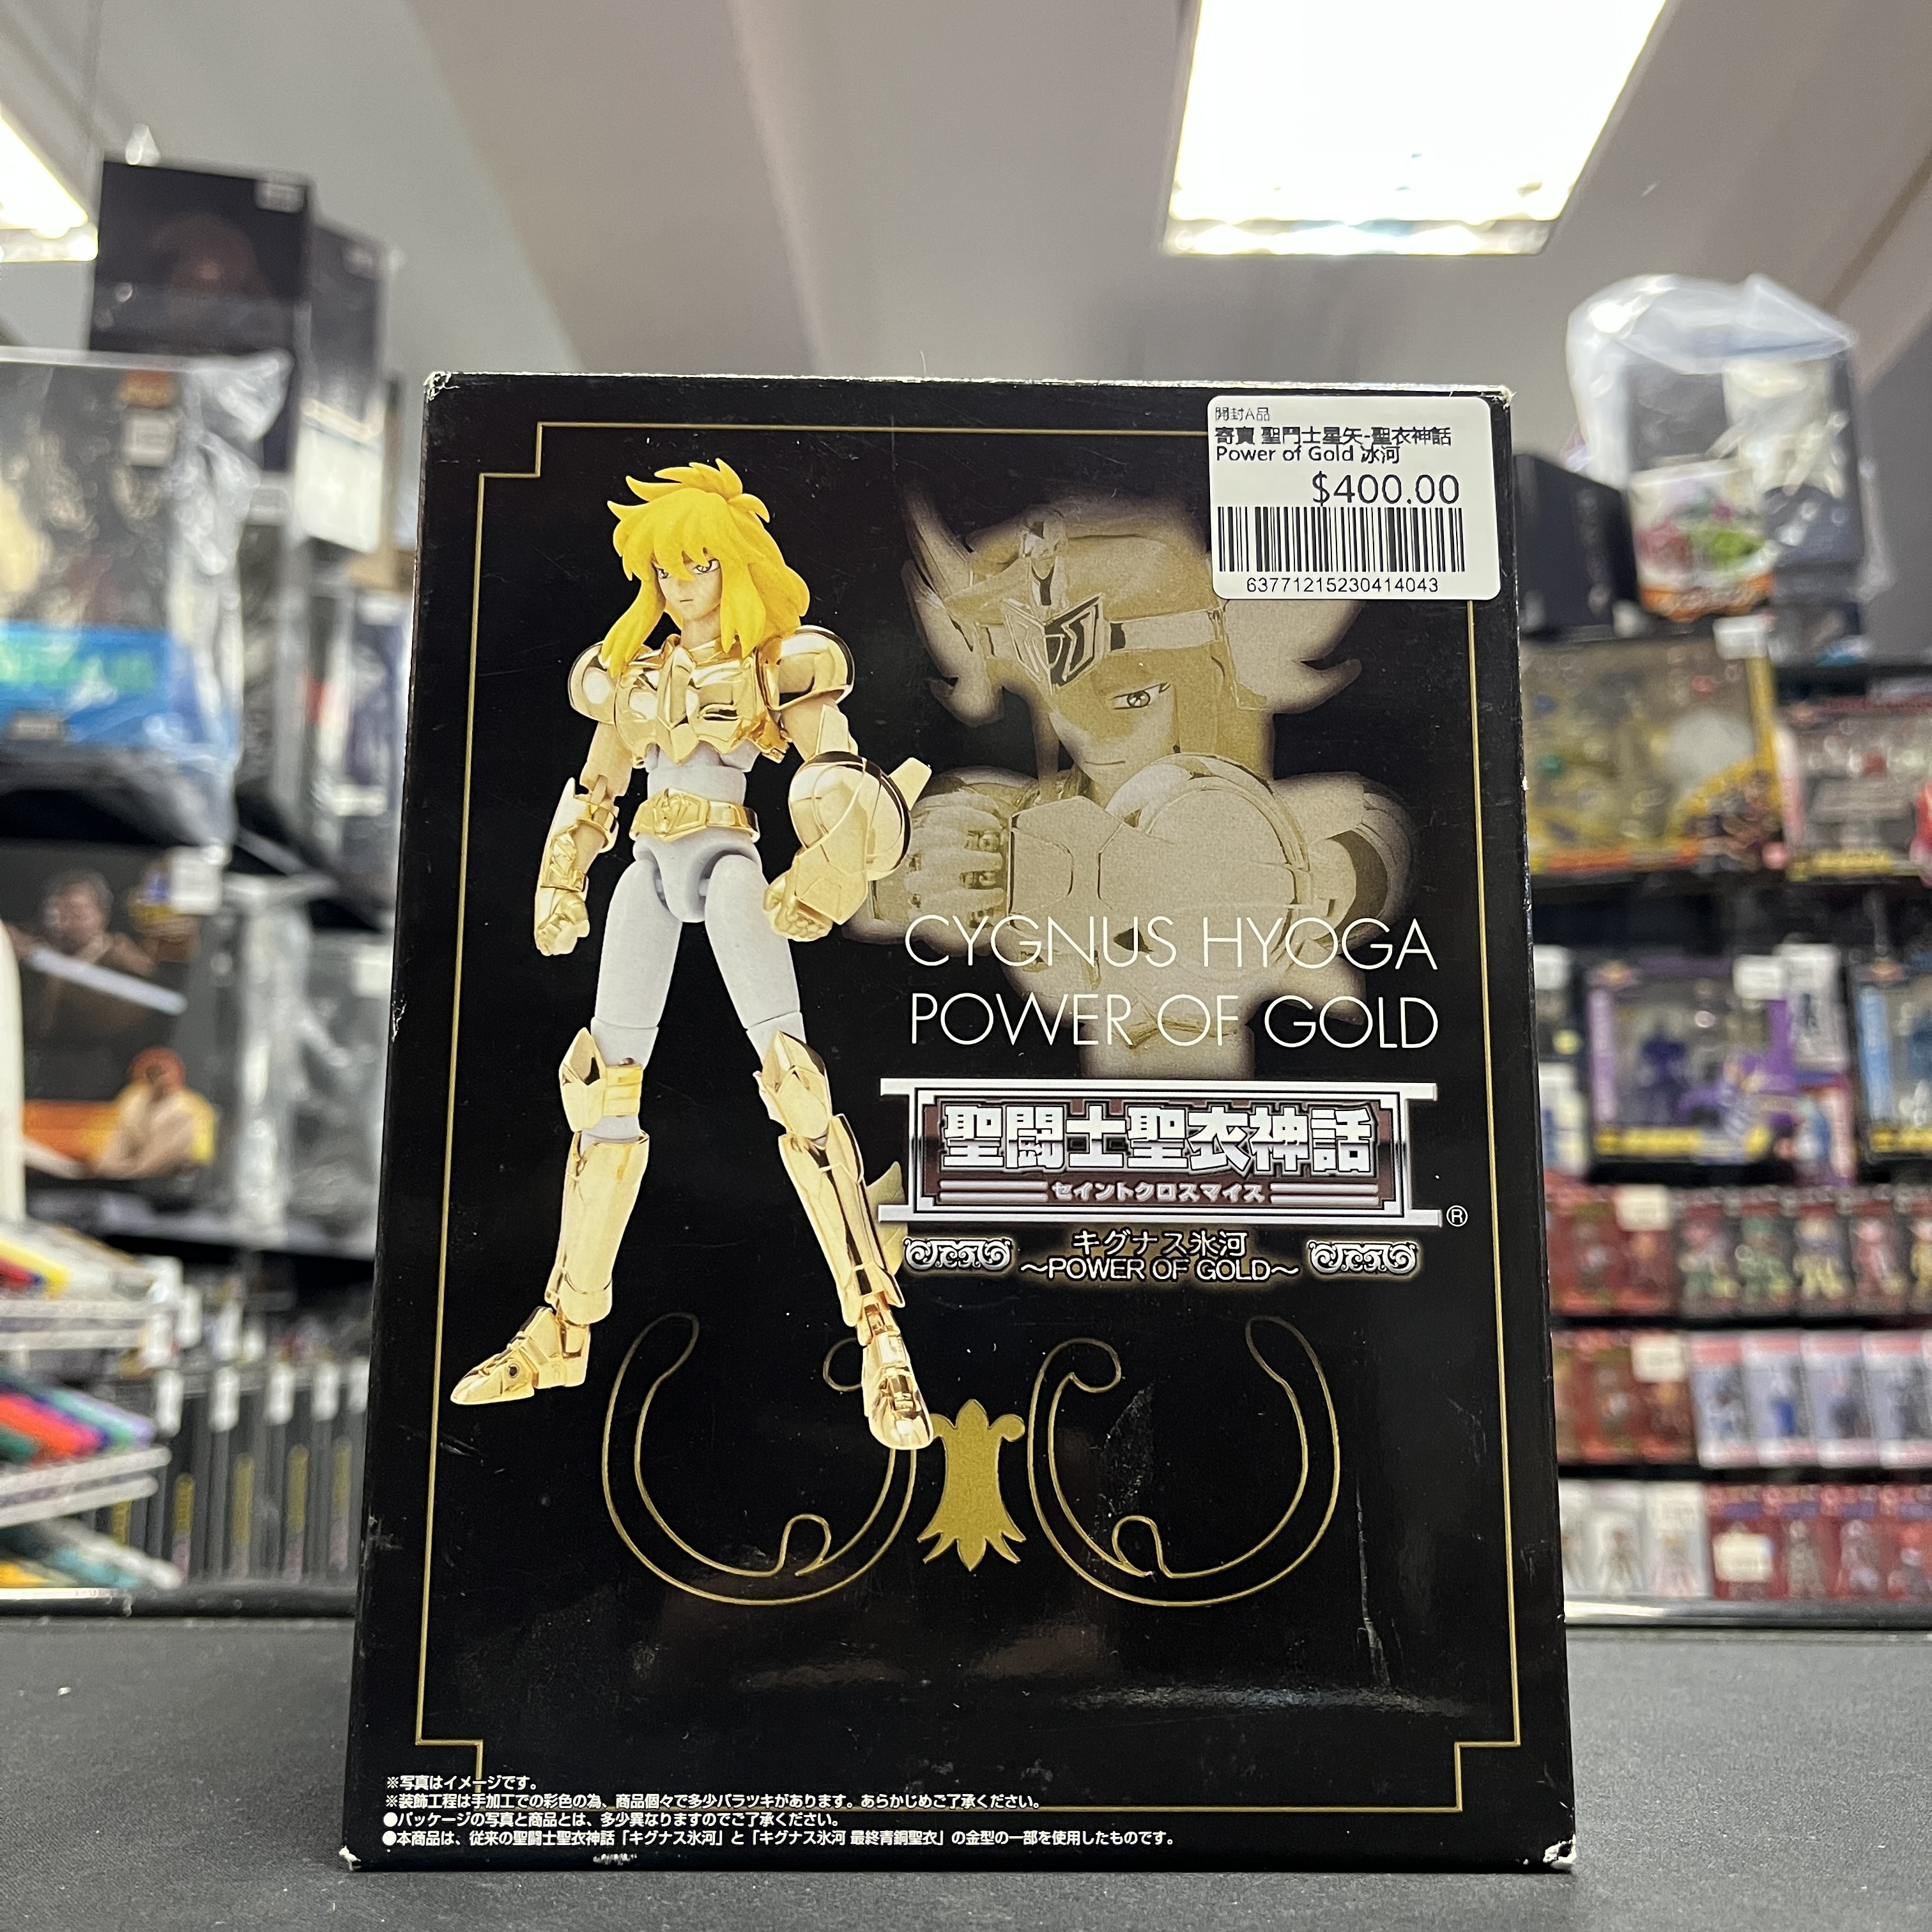 開封A品
寄賣 聖鬥士星矢-聖衣神話
Power of Gold 冰河
$400.00
63771215230414043
CYGNUS HYOGA
POWER OF GOLD
聖闘士聖衣神話
セイントクロスマイス
®
キグナス氷河
～POWER OF GOLD～
※写真はイメージです。
※装飾工程は手加工での彩色の為、商品個々で多少バラツキがあります。あらかじめご了承ください。
●パッケージの写真と商品とは、多少異なりますのでご了承ください。
●本商品は、従来の聖闘士聖衣神話「キグナス氷河」と「キグナス氷河 最終青銅聖衣」の金型の一部を使用したものです。